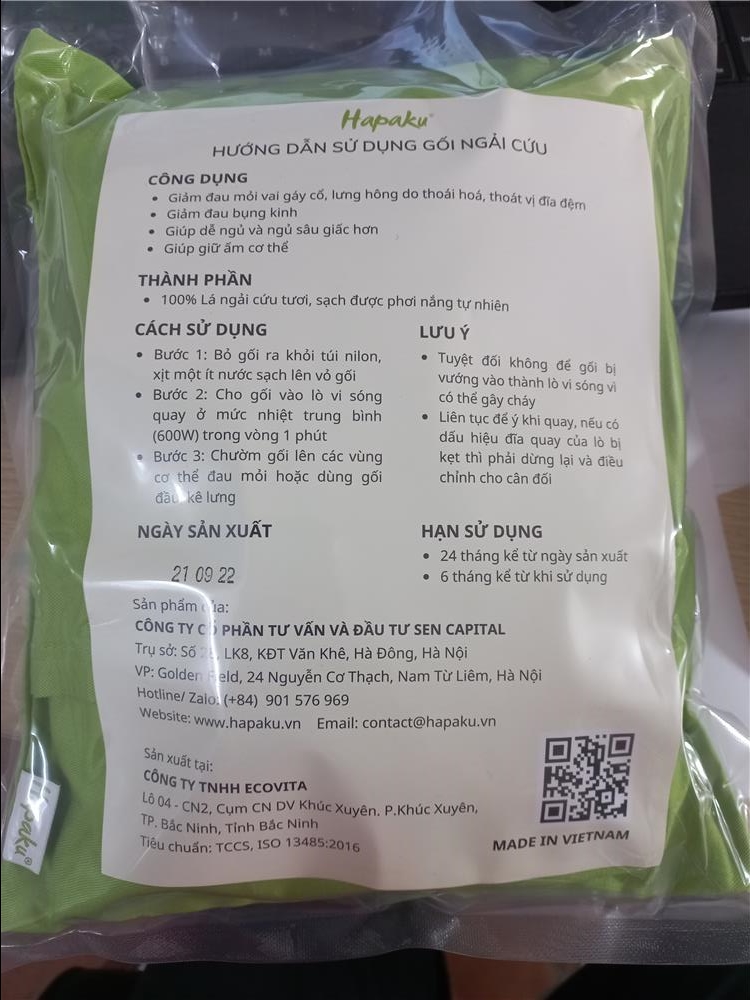 Hapaku
HƯỚNG DẪN SỬ DỤNG GỐI NGẢI CỨU
CÔNG DỤNG
• Giảm đau mỏi vai gáy cổ, lưng hông do thoái hoá, thoát vị đĩa đệm
• Giảm đau bụng kinh
• Giúp dễ ngủ và ngủ sâu giấc hơn
• Giúp giữ ấm cơ thể
THÀNH PHẦN
• 100% Lá ngải cứu tươi, sạch được phơi nắng tự nhiên
CÁCH SỬ DỤNG
• Bước 1: Bỏ gối ra khỏi túi nilon,
xịt một ít nước sạch lên vỏ gối
• Bước 2: Cho gối vào lò vi sóng
quay ở mức nhiệt trung bình
(600W) trong vòng 1 phút
• Bước 3: Chườm gối lên các vùng
cơ thể đau mỏi hoặc dùng gối
đầu, kê lưng
LƯU Ý
• Tuyệt đối không để gối bị
vướng vào thành lò vi sóng vì
có thể gây cháy
• Liên tục để ý khi quay, nếu có
dấu hiệu đĩa quay của lò bị
kẹt thì phải dừng lại và điều
chỉnh cho cân đối
NGÀY SẢN XUẤT
21 09 22
HẠN SỬ DỤNG
• 24 tháng kể từ ngày sản xuất
• 6 tháng kể từ khi sử dụng
Sản phẩm của:
CÔNG TY CỔ PHẦN TƯ VẤN VÀ ĐẦU TƯ SEN CAPITAL
Trụ sở: Số LK8, KĐT Văn Khê, Hà Đông, Hà Nội
VP: Golden Field, 24 Nguyễn Cơ Thạch, Nam Từ Liêm, Hà Nội
Hotline/ Zalo: (+84) 901 576 969
Website: www.hapaku.vn Email: contact@hapaku.vn
Sản xuất tại:
CÔNG TY TNHH ECOVITA
Lô 04 - CN2, Cụm CN DV Khúc Xuyên. P.Khúc Xuyên,
TP. Bắc Ninh, Tỉnh Bắc Ninh
Tiêu chuẩn: TCCS, ISO 13485:2016
MADE IN VIETNAM
Hapaku®